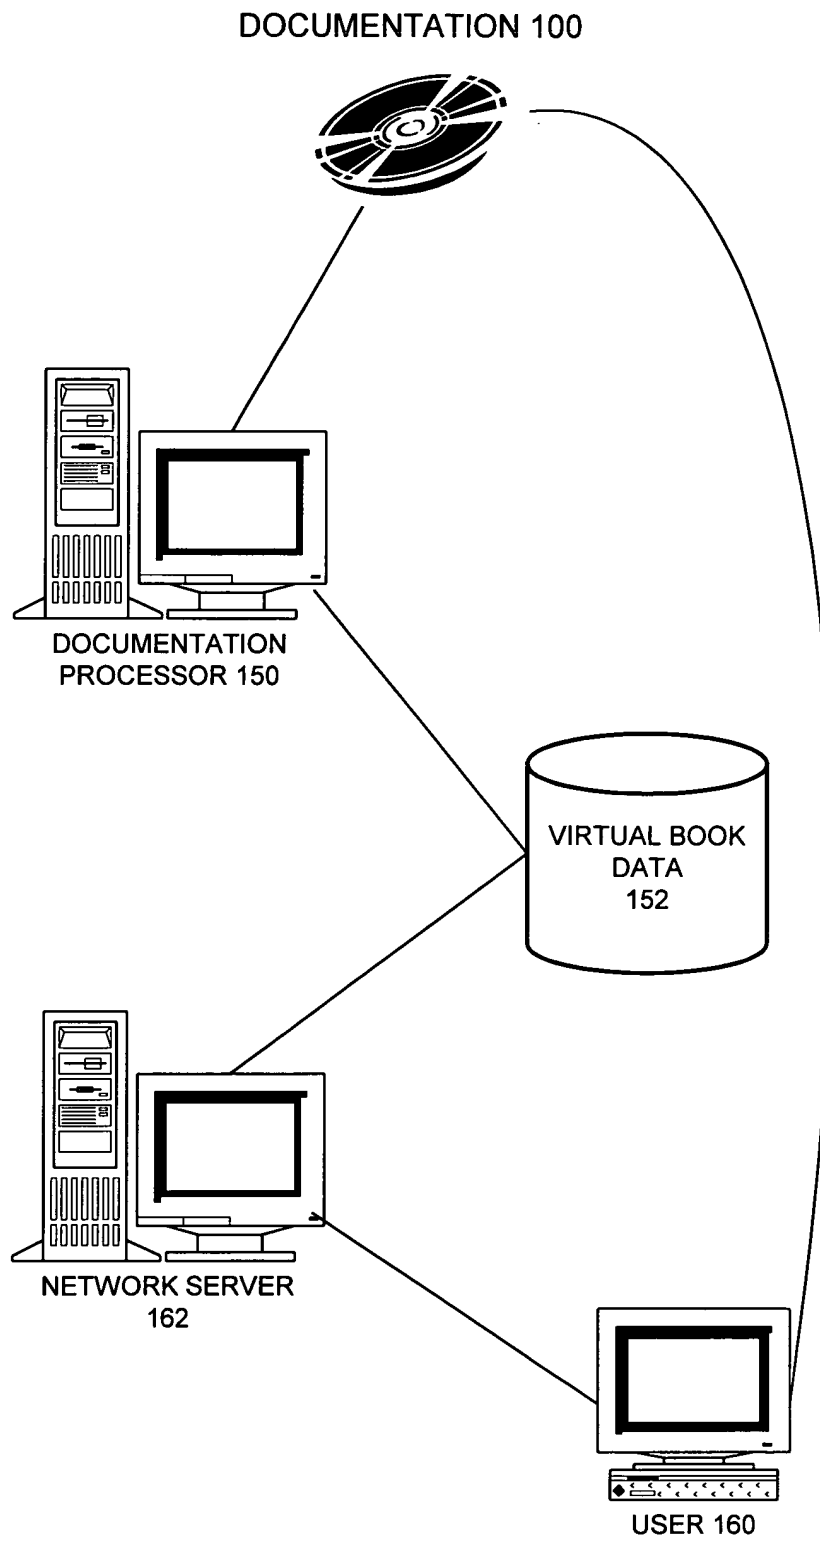 DOCUMENTATION 100
DOCUMENTATION
PROCESSOR 150
VIRTUAL BOOK
DATA
152
NETWORK SERVER
162
USER 160